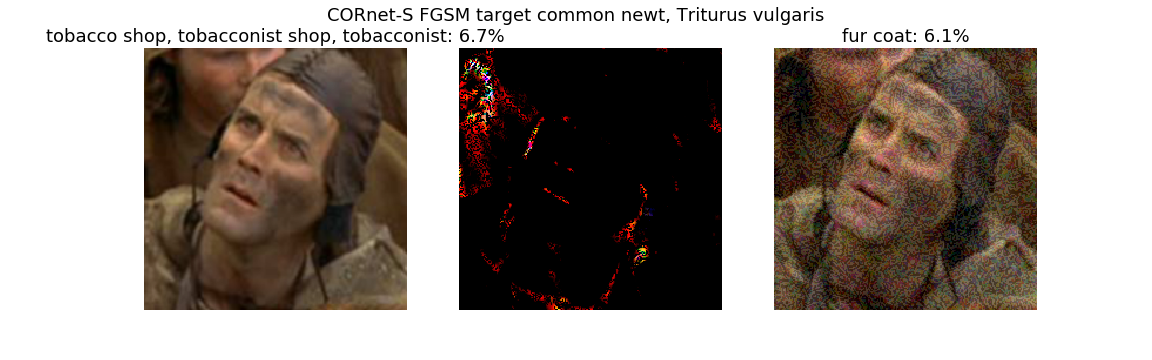 CORnet-S FGSM target common newt, Triturus vulgaris
tobacco shop, tobacconist shop, tobacconist: 6.7%
fur coat: 6.1%